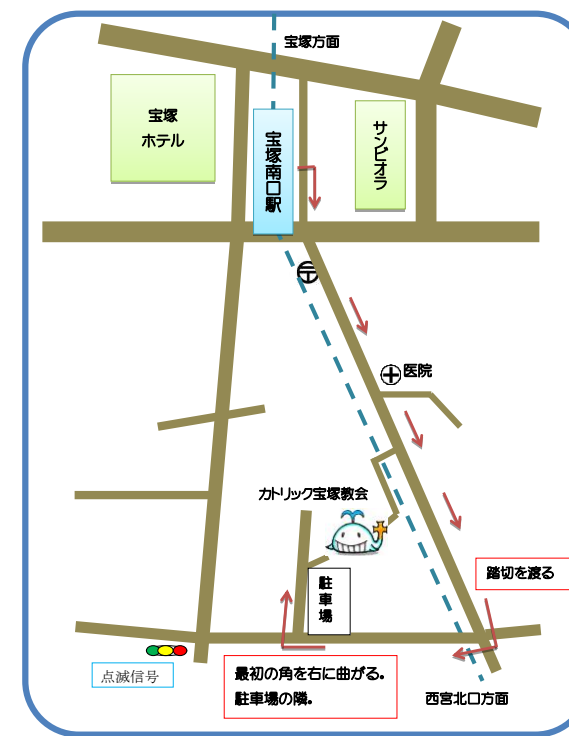 宝塚方面
宝塚
ホテル
宝塚南口駅
サンビオラ
〒
医院
カトリック宝塚教会
踏切を渡る
駐車場
点滅信号
最初の角を右に曲がる。
駐車場の隣。
西宮北口方面